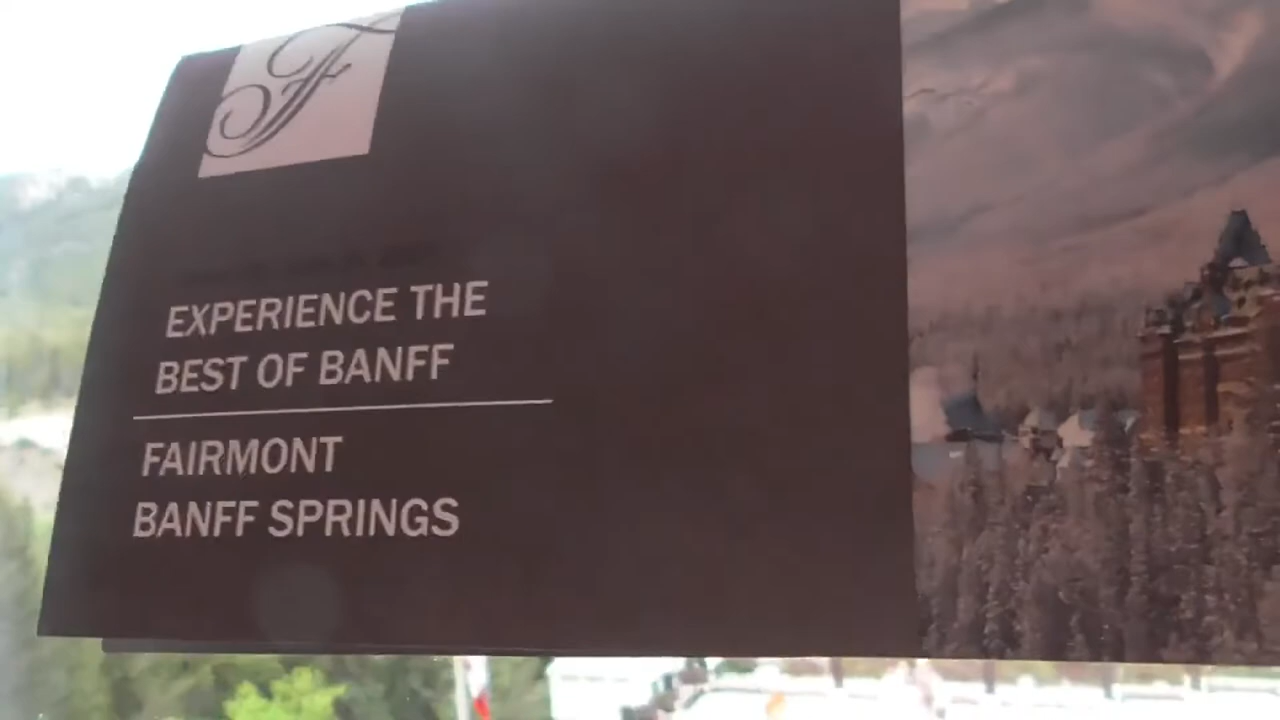 F
EXPERIENCE THE
BEST OF BANFF
FAIRMONT
BANFF SPRINGS